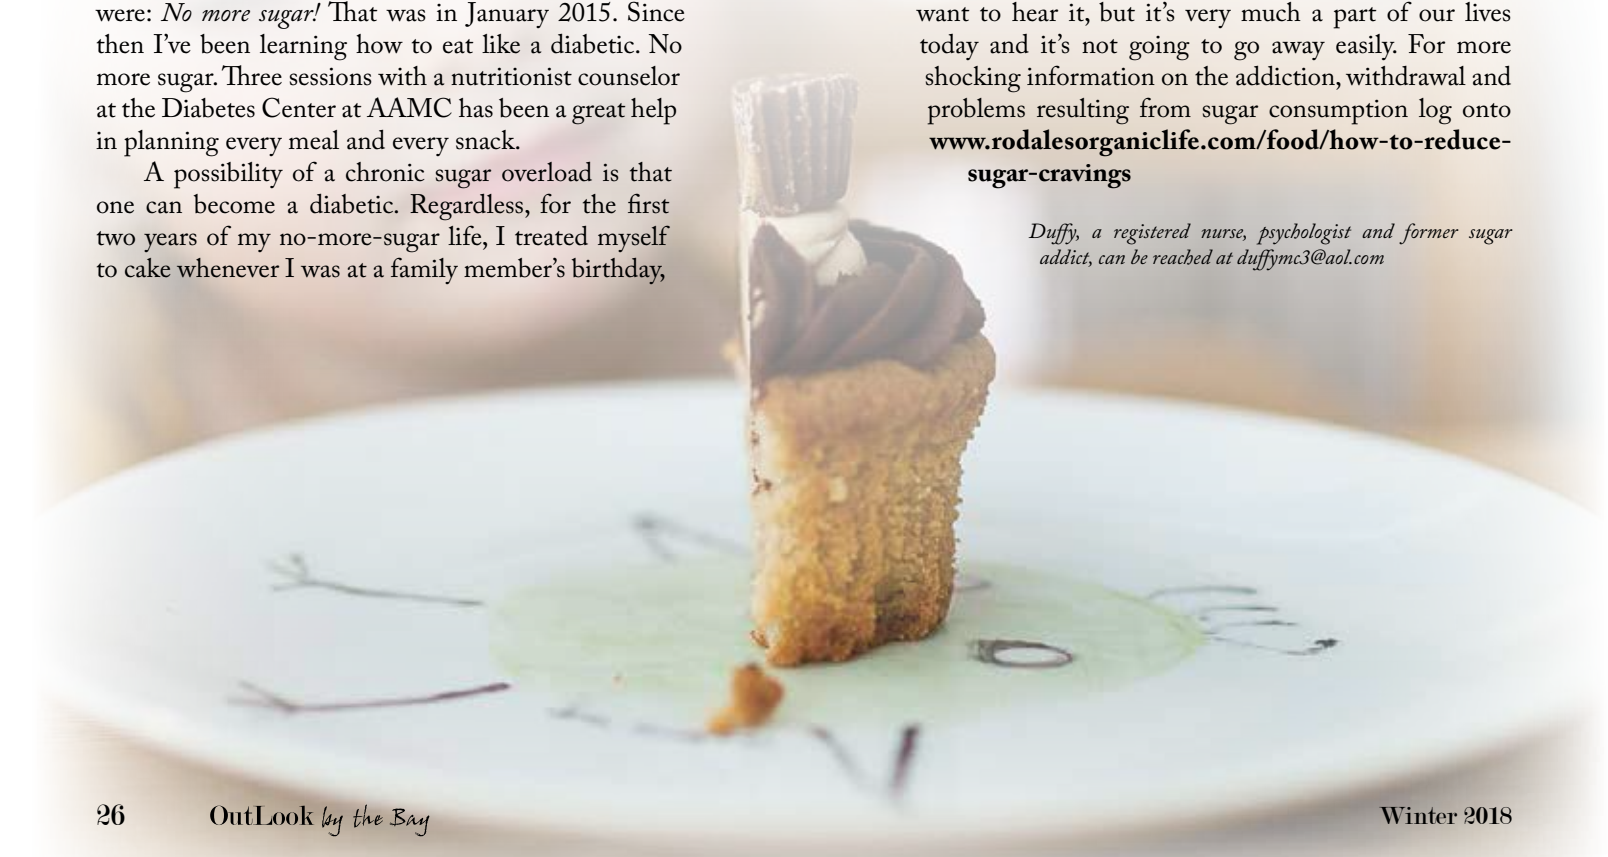 were: No more sugar! That was in January 2015. Since
then I've been learning how to eat like a diabetic. No
more sugar. Three sessions with a nutritionist counselor
at the Diabetes Center at AAMC has been a great help
in planning every meal and every snack.
A possibility of a chronic sugar overload is that
one can become a diabetic. Regardless, for the first
two years of my no-more-sugar life, I treated myself
to cake whenever I was at a family member's birthday,
want to hear it, but it's very much a part of our lives
today and it's not going to go away easily. For more
shocking information on the addiction, withdrawal and
problems resulting from sugar consumption log onto
www.rodalesorganiclife.com/food/how-to-reduce-
sugar-cravings
Duffy, a registered nurse, psychologist and former sugar
addict, can be reached at duffymc3@aol.com
26 OutLook by the Bay Winter 2018